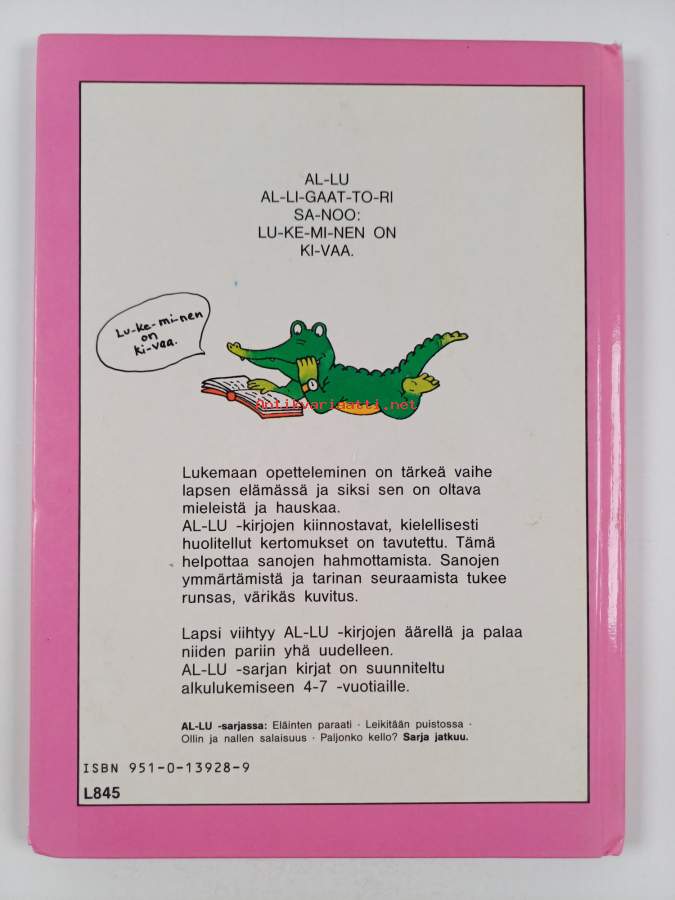 AL-LU
AL-LI-GAAT-TO-RI
SA-NOO:
LU-KE-MI-NEN ON
KI-VAA.
Lu-ke-mi-nen
on
ki-vaa.
Antikvariaatti.net
Lukemaan opetteleminen on tärkeä vaihe
lapsen elämässä ja siksi sen on oltava
mieleistä ja hauskaa.
AL-LU -kirjojen kiinnostavat, kielellisesti
huolitellut kertomukset on tavutettu. Tämä
helpottaa sanojen hahmottamista. Sanojen
ymmärtämistä ja tarinan seuraamista tukee
runsas, värikäs kuvitus.
Lapsi viihtyy AL-LU -kirjojen äärellä ja palaa
niiden pariin yhä uudelleen.
AL-LU -sarjan kirjat on suunniteltu
alkulukemiseen 4-7 -vuotiaille.
AL-LU -sarjassa: Eläinten paraati · Leikitään puistossa ·
Ollin ja nallen salaisuus · Paljonko kello? Sarja jatkuu.
ISBN 951-0-13928-9
L845